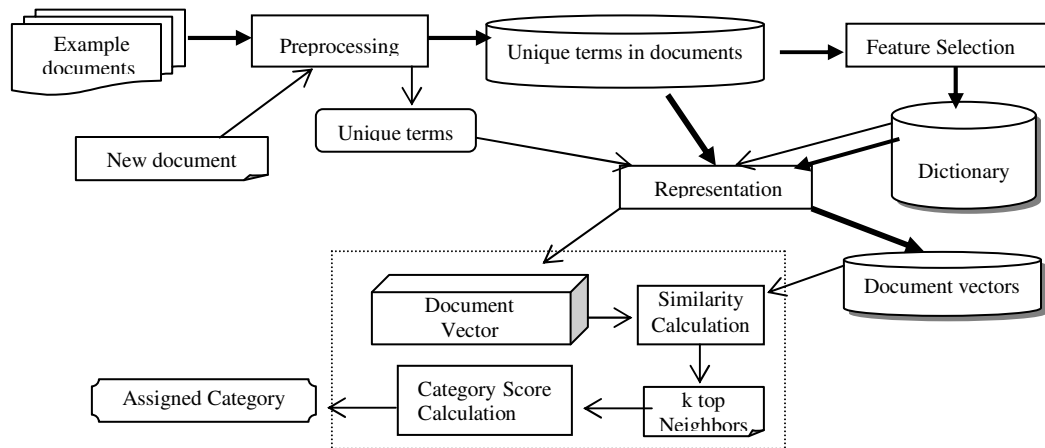 Example
documents
Preprocessing
Unique terms in documents
Feature Selection
Unique terms
New document
Dictionary
Representation
Document vectors
Document
Vector
Similarity
Calculation
Assigned Category
Category Score
Calculation
k top
Neighbors